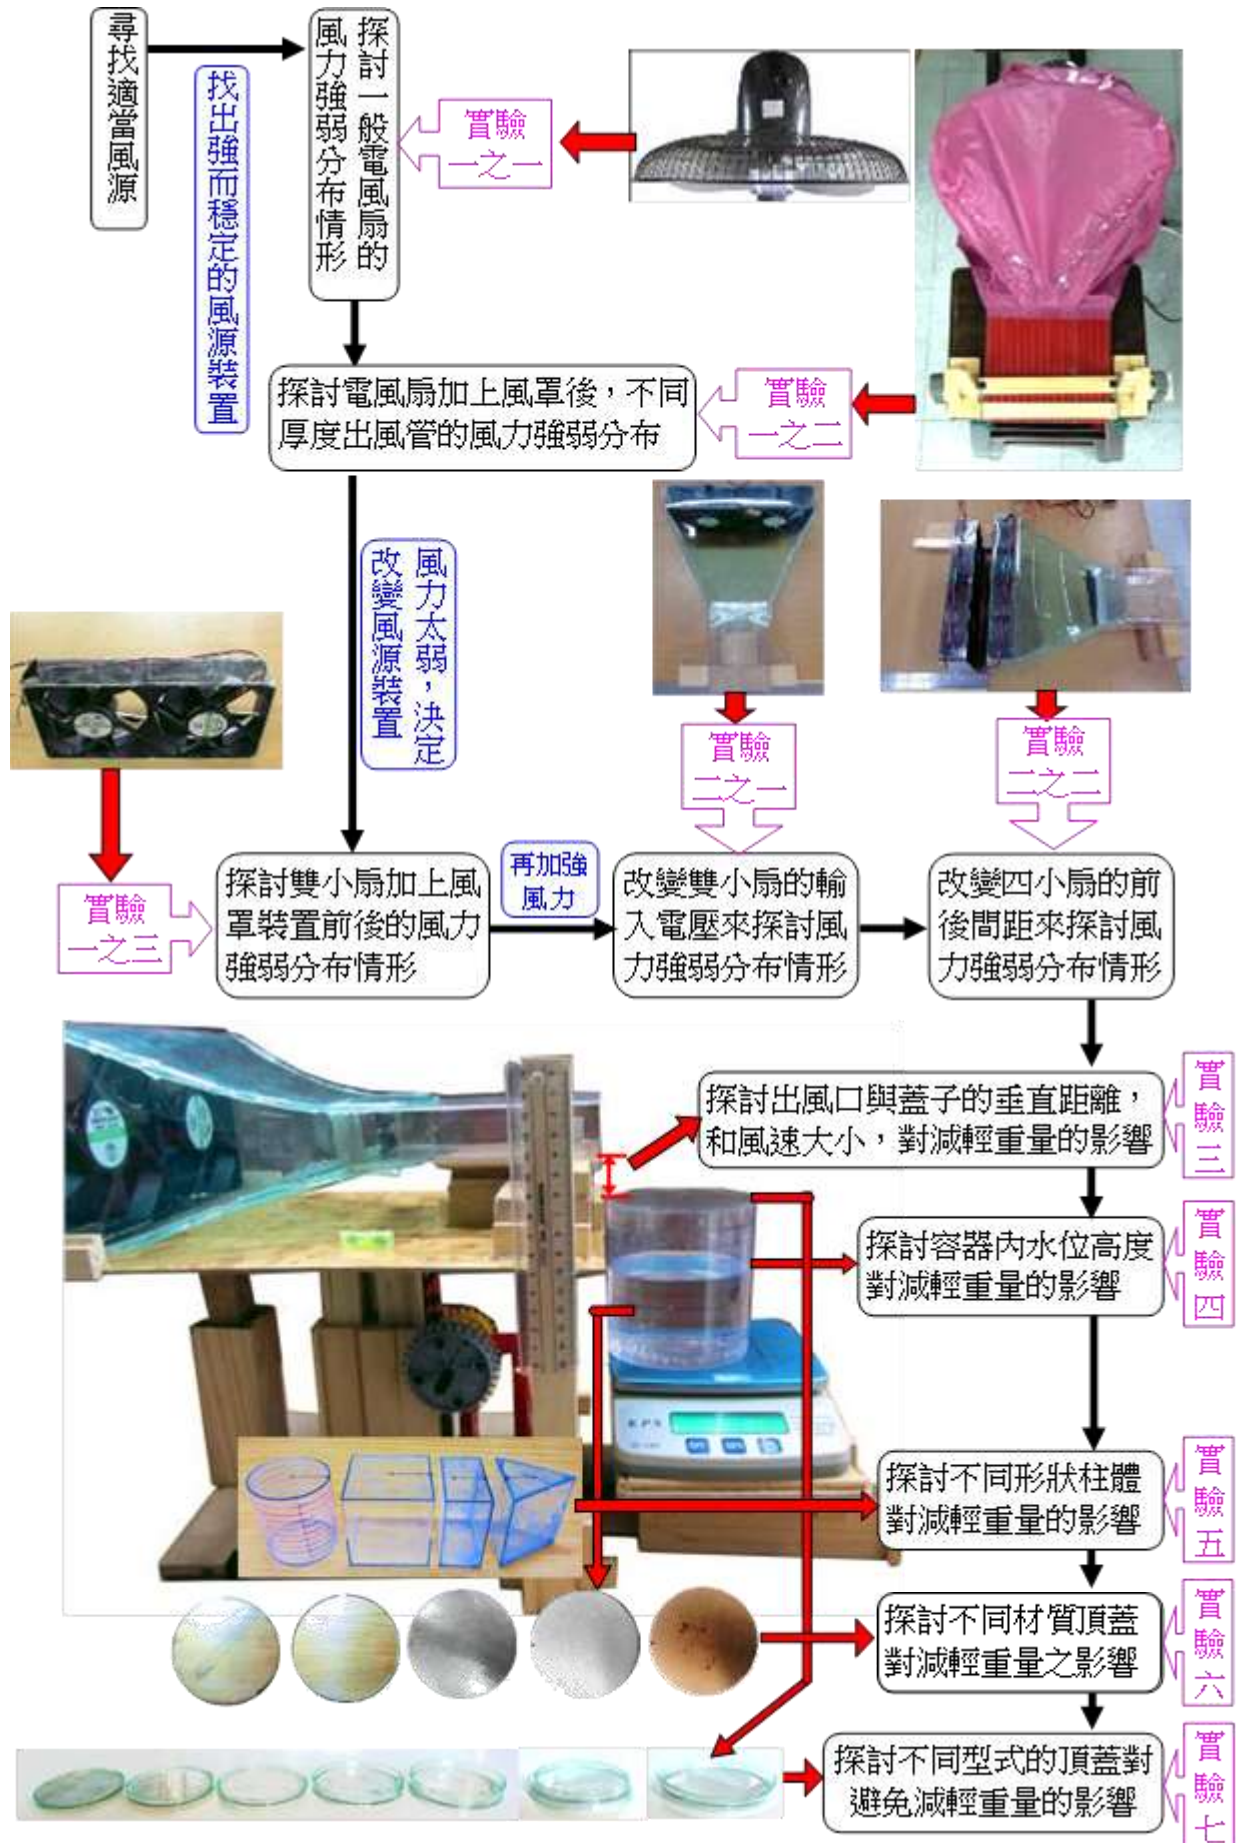 尋找適當風源
找出強而穩定的風源裝置
探討一般電風扇的
風力強弱分布情形
實驗
一之一
探討電風扇加上風罩後，不同
厚度出風管的風力強弱分布
實驗
一之二
風力太弱，決定
改變風源裝置
實驗
一之三
探討雙小扇加上風
罩裝置前後的風力
強弱分布情形
再加強
風力
實驗
二之一
改變雙小扇的輸
入電壓來探討風
力強弱分布情形
實驗
二之二
改變四小扇的前
後間距來探討風
力強弱分布情形
探討出風口與蓋子的垂直距離，
和風速大小，對減輕重量的影響
實驗三
探討容器內水位高度
對減輕重量的影響
實驗四
探討不同形狀柱體
對減輕重量的影響
實驗五
探討不同材質頂蓋
對減輕重量之影響
實驗六
探討不同型式的頂蓋對
避免減輕重量的影響
實驗七